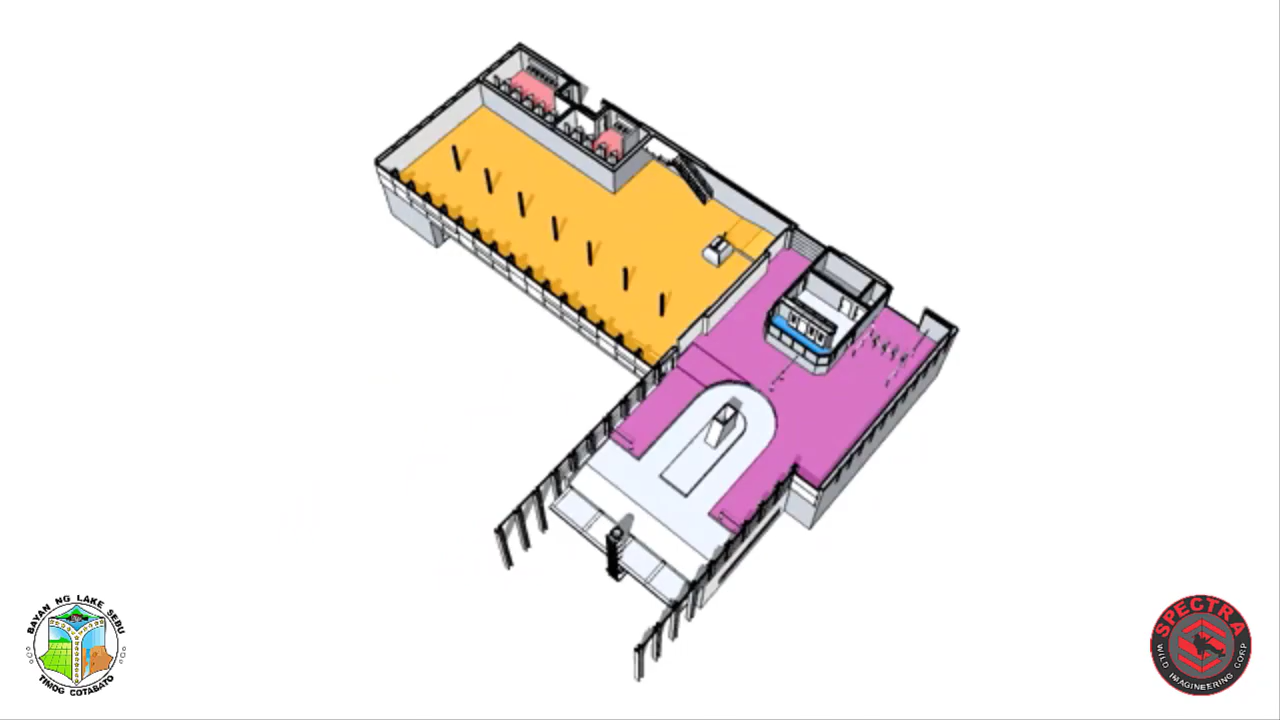 BAYAN NG LAKE SEBU
TIMOG COTABATO
SPECTRA
WILD IMAGINEERING CORP